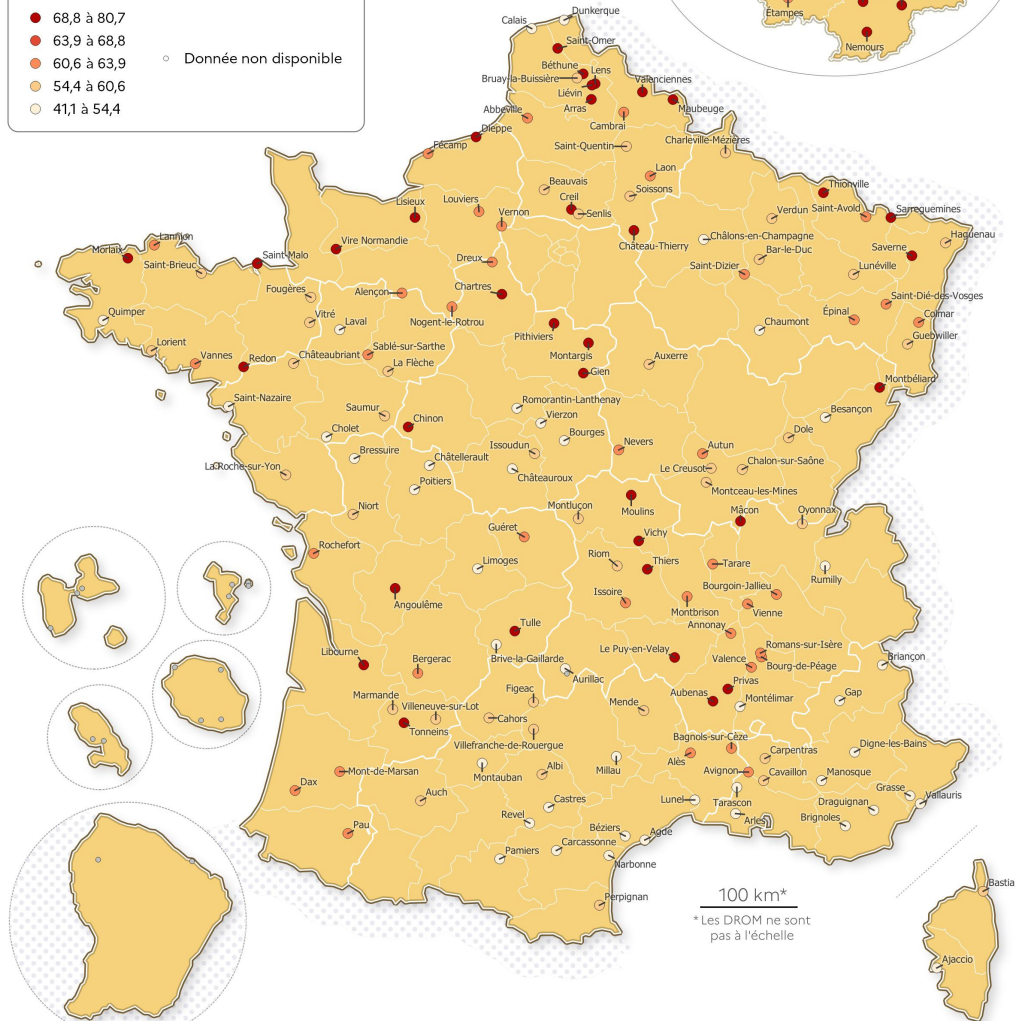 68,8 à 80,7
63,9 à 68,8
60,6 à 63,9
54,4 à 60,6
41,1 à 54,4
Donnée non disponible
Étampes
Nemours
Dunkerque
Calais
Saint-Omer
Béthune
Lens
Bruay-la-Buissière
Liévin
Valenciennes
Arras
Maubeuge
Abbeville
Cambrai
Dieppe
Charleville-Mézières
Fécamp
Saint-Quentin
Laon
Beauvais
Soissons
Thionville
Lisieux
Louviers
Creil
Senlis
Vernon
Verdun
Saint-Avold
Sarreguemines
Château-Thierry
Châlons-en-Champagne
Haguenau
Lannion
Morlaix
Vire Normandie
Saint-Malo
Bar-le-Duc
Saverne
Saint-Brieuc
Dreux
Saint-Dizier
Lunéville
Fougères
Alençon
Chartres
Saint-Dié-des-Vosges
Quimper
Vitré
Laval
Nogent-le-Rotrou
Épinal
Colmar
Pithiviers
Chaumont
Guebwiller
Lorient
Sablé-sur-Sarthe
Vannes
Redon
Châteaubriant
La Flèche
Montargis
Auxerre
Gien
Montbéliard
Saint-Nazaire
Romorantin-Lanthenay
Saumur
Vierzon
Besançon
Cholet
Chinon
Bourges
Dole
Bressuire
Issoudun
Nevers
Autun
Châtellerault
La Roche-sur-Yon
Châteauroux
Le Creusot
Chalon-sur-Saône
Poitiers
Montceau-les-Mines
Niort
Montluçon
Moulins
Mâcon
Oyonnax
Guéret
Vichy
Rochefort
Limoges
Riom
Thiers
Tarare
Rumilly
Bourgoin-Jallieu
Angoulême
Issoire
Montbrison
Vienne
Annonay
Tulle
Libourne
Brive-la-Gaillarde
Le Puy-en-Velay
Romans-sur-Isère
Valence
Bourg-de-Péage
Briançon
Bergerac
Aurillac
Privas
Marmande
Figeac
Aubenas
Montélimar
Gap
Villeneuve-sur-Lot
Mende
Tonneins
Cahors
Villefranche-de-Rouergue
Bagnols-sur-Cèze
Carpentras
Digne-les-Bains
Mont-de-Marsan
Montauban
Albi
Millau
Alès
Avignon
Cavaillon
Manosque
Dax
Auch
Castres
Lunel
Tarascon
Grasse
Vallauris
Draguignan
Revel
Arles
Brignoles
Pau
Béziers
Agde
Carcassonne
Pamiers
Narbonne
Perpignan
Bastia
Ajaccio
100 km*
* Les DROM ne sont
pas à l'échelle